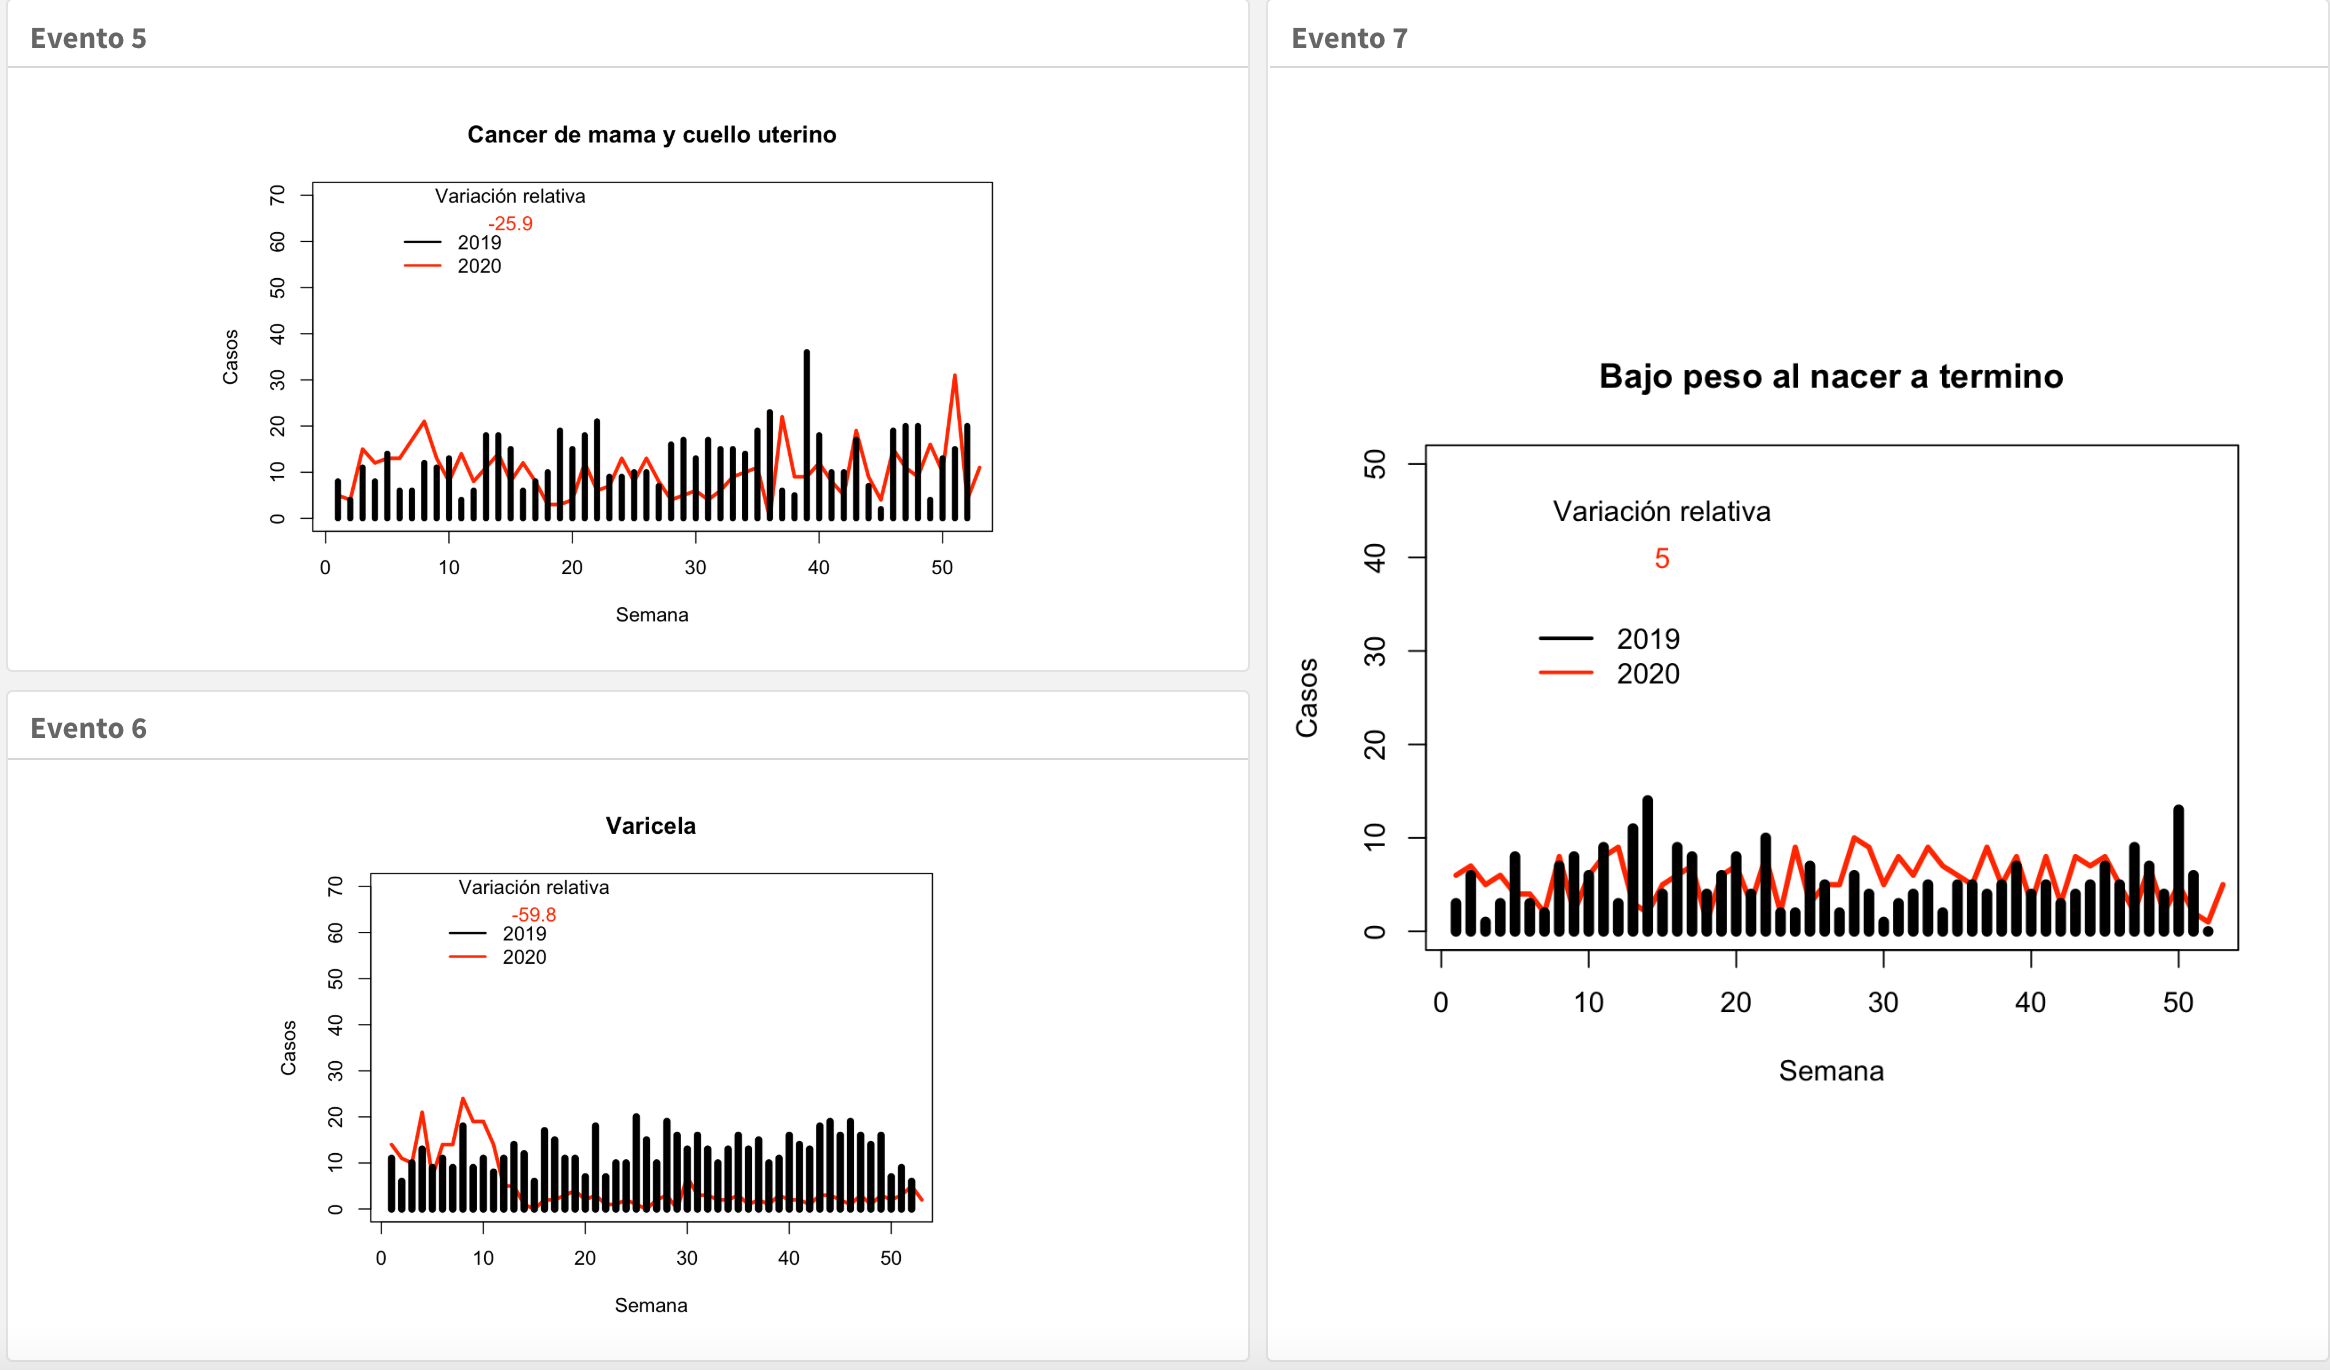 Evento 5
Cancer de mama y cuello uterino
Variación relativa
-25.9
2019
2020
70
60
50
40
30
20
10
0
Casos
0 10 20 30 40 50
Semana
Evento 6
Varicela
Variación relativa
-59.8
2019
2020
70
60
50
40
30
20
10
0
Casos
0 10 20 30 40 50
Semana
Evento 7
Bajo peso al nacer a termino
Variación relativa
5
2019
2020
50
40
30
20
10
0
Casos
0 10 20 30 40 50
Semana